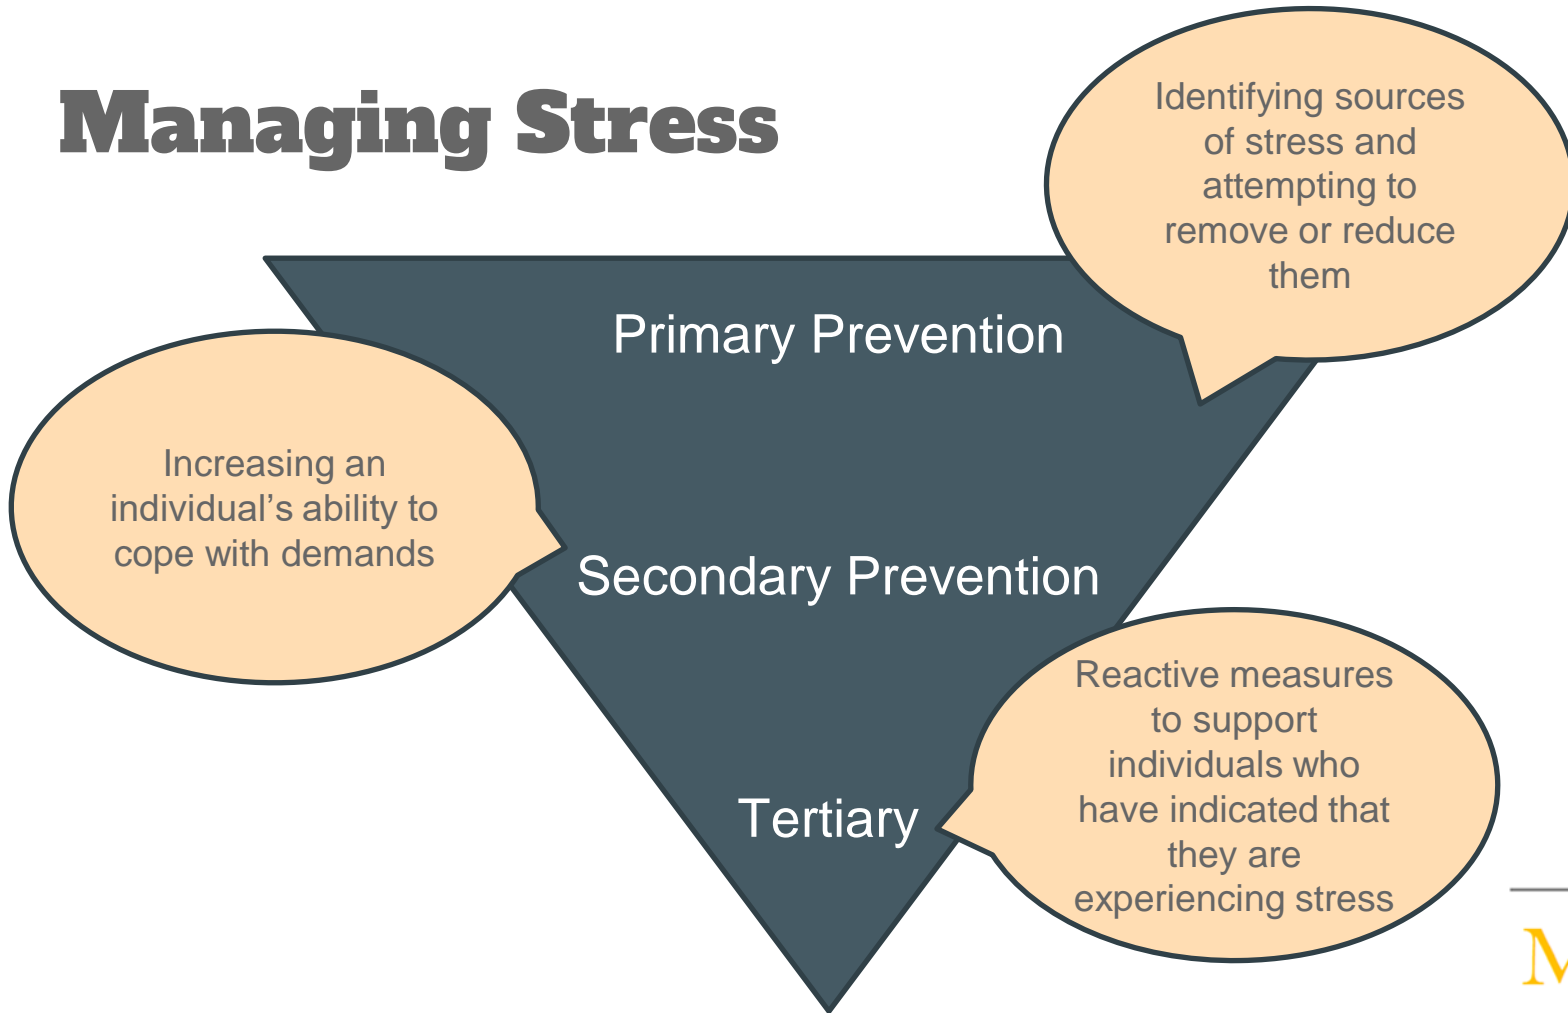 Managing Stress
Identifying sources
of stress and
attempting to
remove or reduce
them
Primary Prevention
Increasing an
individual’s ability to
cope with demands
Secondary Prevention
Reactive measures
to support
individuals who
have indicated that
they are
experiencing stress
Tertiary
M